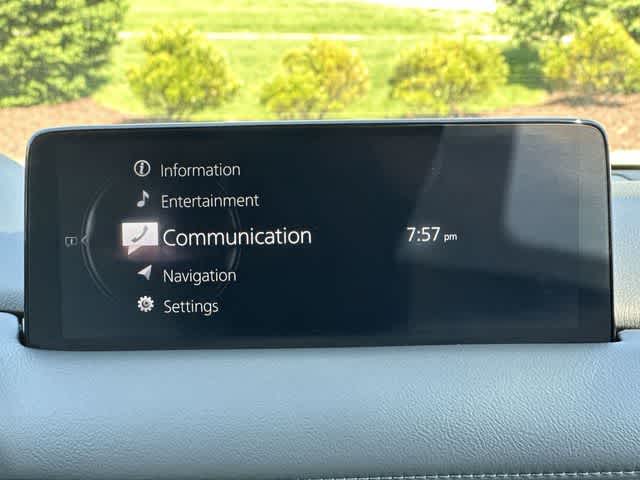 Information
Entertainment
Communication
7:57 pm
Navigation
Settings